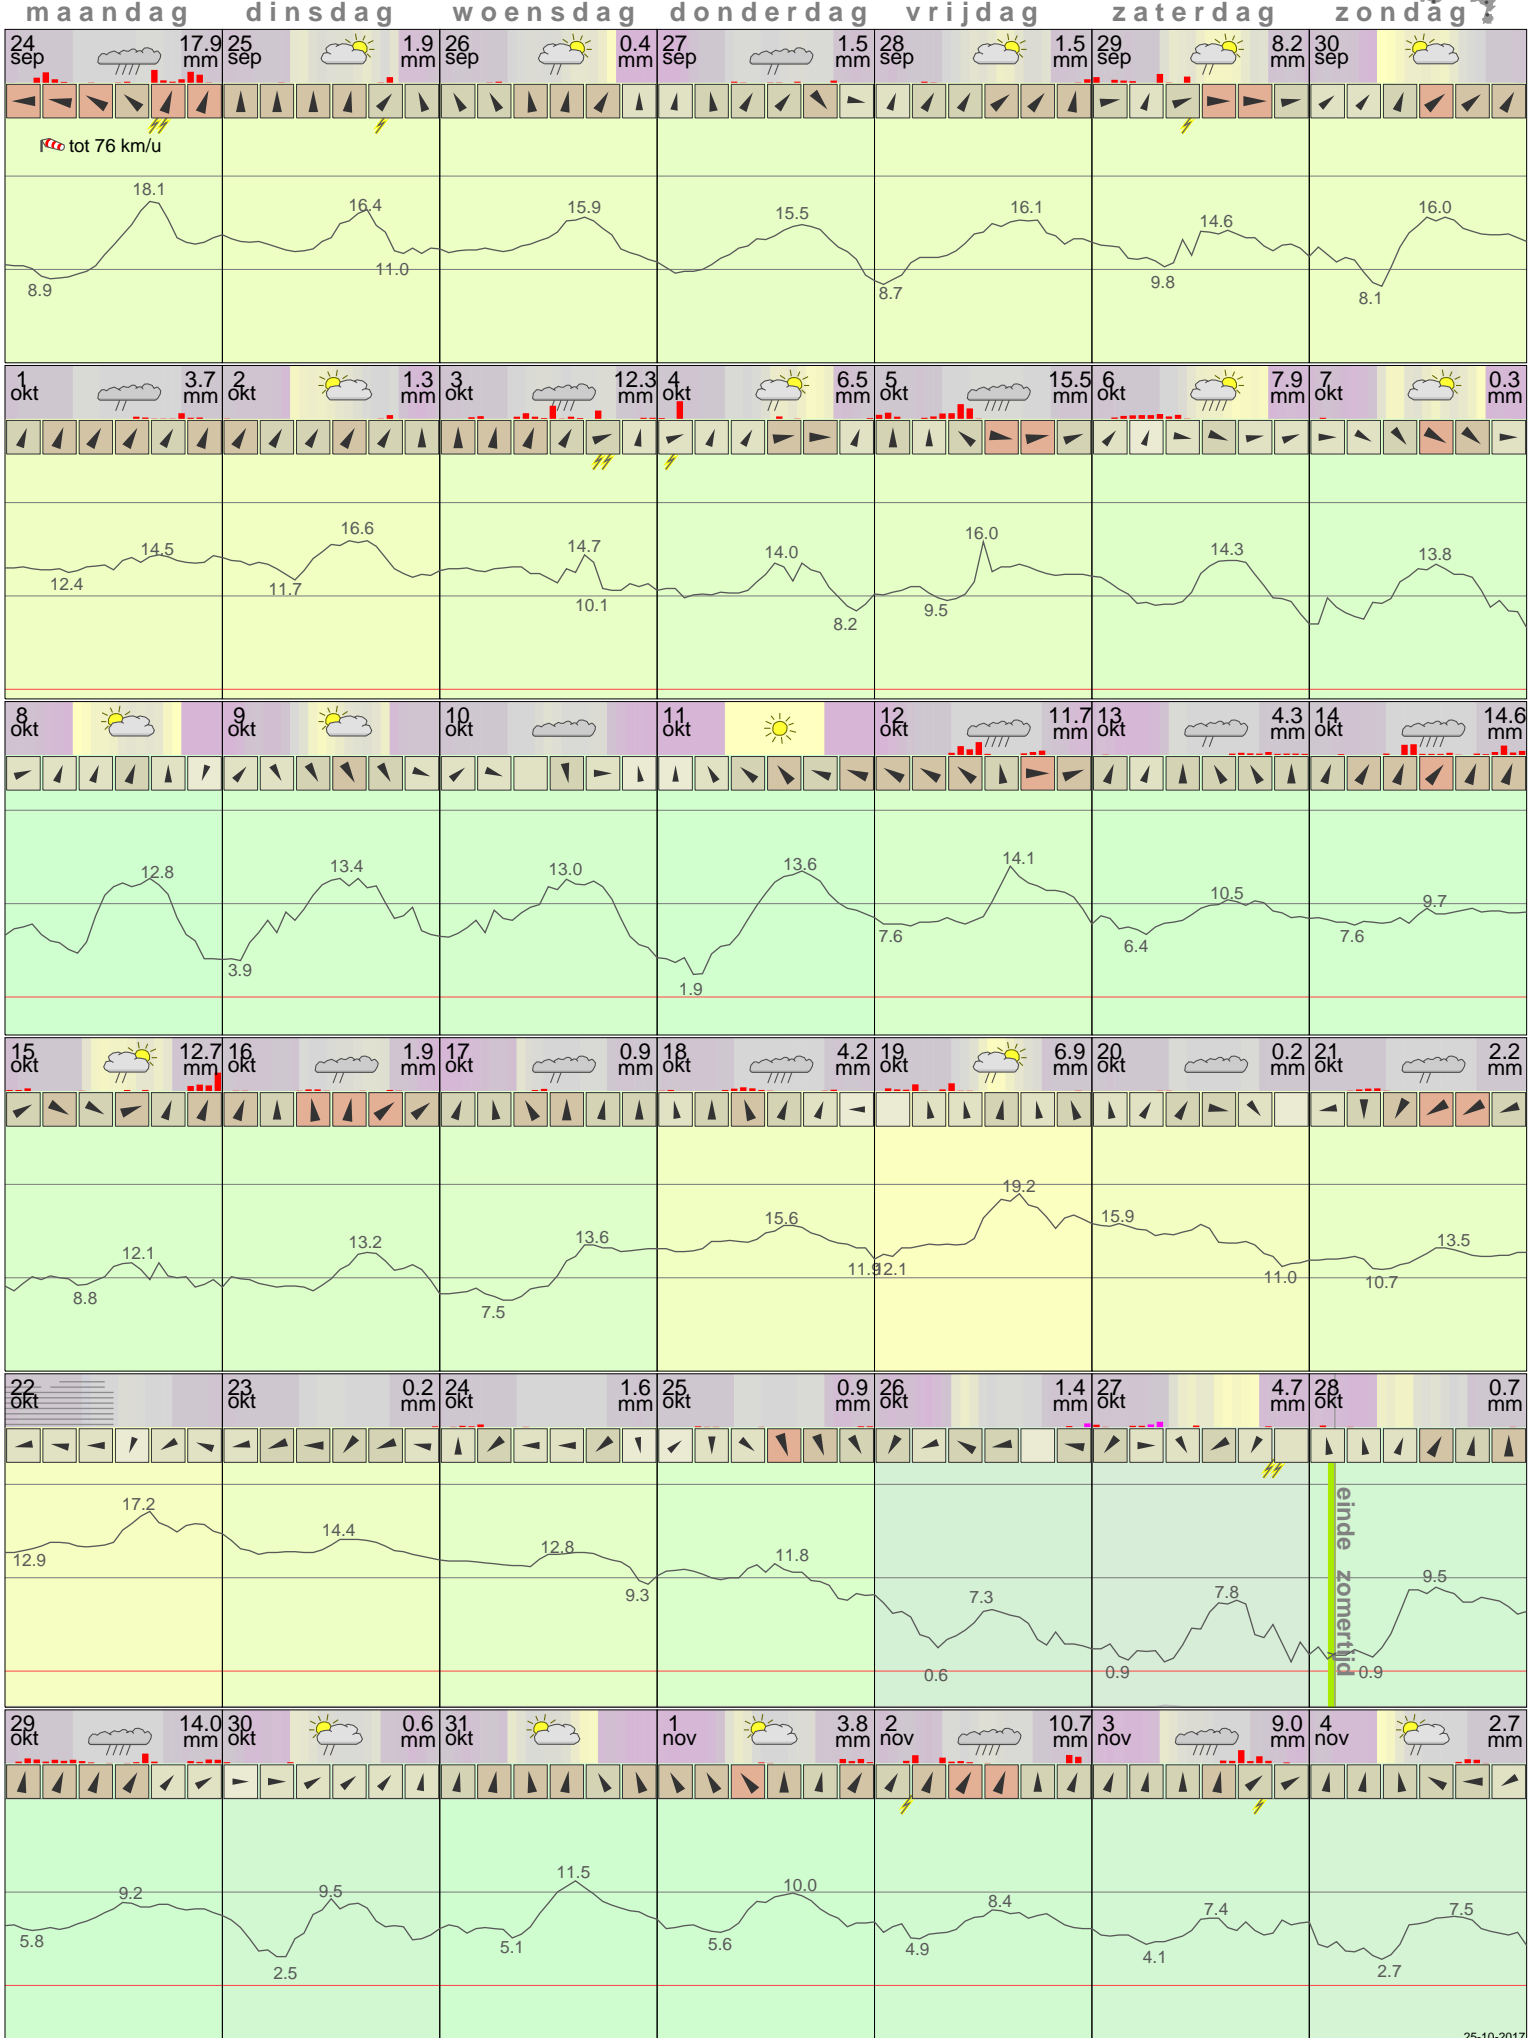 maandag dinsdag woensdag donderdag vrijdag zaterdag zondag
24 sep 17.9 mm 25 sep 1.9 mm 26 sep 0.4 mm 27 sep 1.5 mm 28 sep 1.5 mm 29 sep 8.2 mm 30 sep
tot 76 km/u
18.1 16.4 15.9 15.5 16.1 14.6 16.0
8.9 11.0 8.7 9.8 8.1
1 okt 3.7 mm 2 okt 1.3 mm 3 okt 12.3 mm 4 okt 6.5 mm 5 okt 15.5 mm 6 okt 7.9 mm 7 okt 0.3 mm
14.5 16.6 14.7 14.0 16.0 14.3 13.8
12.4 11.7 10.1 8.2 9.5
8 okt 9 okt 10 okt 11 okt 12 okt 11.7 mm 13 okt 4.3 mm 14 okt 14.6 mm
12.8 13.4 13.0 13.6 14.1 10.5 9.7
3.9 1.9 7.6 6.4 7.6
15 okt 12.7 mm 16 okt 1.9 mm 17 okt 0.9 mm 18 okt 4.2 mm 19 okt 6.9 mm 20 okt 0.2 mm 21 okt 2.2 mm
12.1 13.2 13.6 15.6 19.2 15.9 13.5
8.8 7.5 11.9 12.1 11.0 10.7
22 okt 23 okt 0.2 mm 24 okt 1.6 mm 25 okt 0.9 mm 26 okt 1.4 mm 27 okt 4.7 mm 28 okt 0.7 mm
17.2 14.4 12.8 11.8 7.3 7.8 9.5
12.9 9.3 0.6 0.9 0.9
einde zomertijd
29 okt 14.0 mm 30 okt 0.6 mm 31 okt 1 nov 3.8 mm 2 nov 10.7 mm 3 nov 9.0 mm 4 nov 2.7 mm
9.2 9.5 11.5 10.0 8.4 7.4 7.5
5.8 2.5 5.1 5.6 4.9 4.1 2.7
25-10-2017